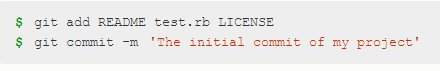 $ git add README test.rb LICENSE
$ git commit -m 'The initial commit of my project'